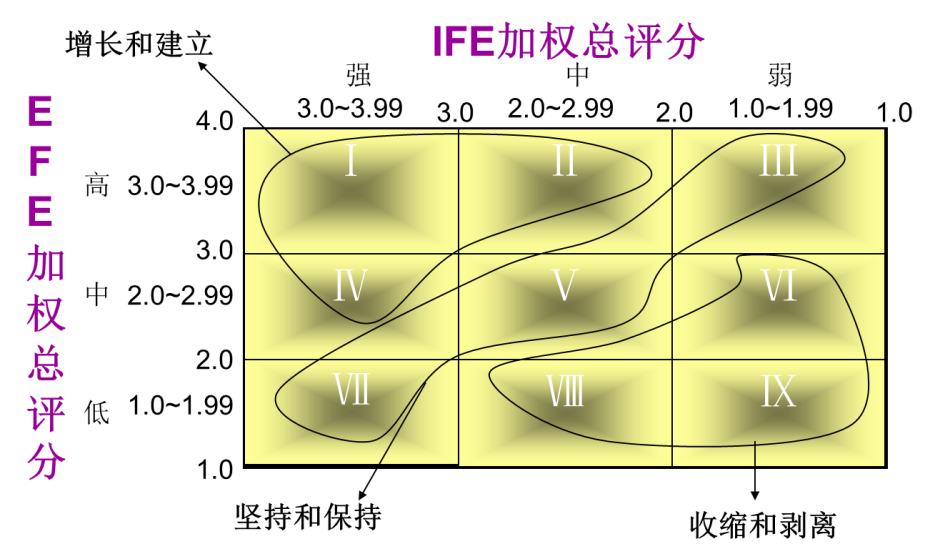 IFE加权总评分
增长和建立
强 中 弱
3.0~3.99 2.0~2.99 1.0~1.99
4.0 3.0 2.0 1.0
EFE加权总评分
高 3.0~3.99
I II III
3.0
中 2.0~2.99
IV V VI
2.0
低 1.0~1.99
VII VIII IX
1.0
坚持和保持
收缩和剥离